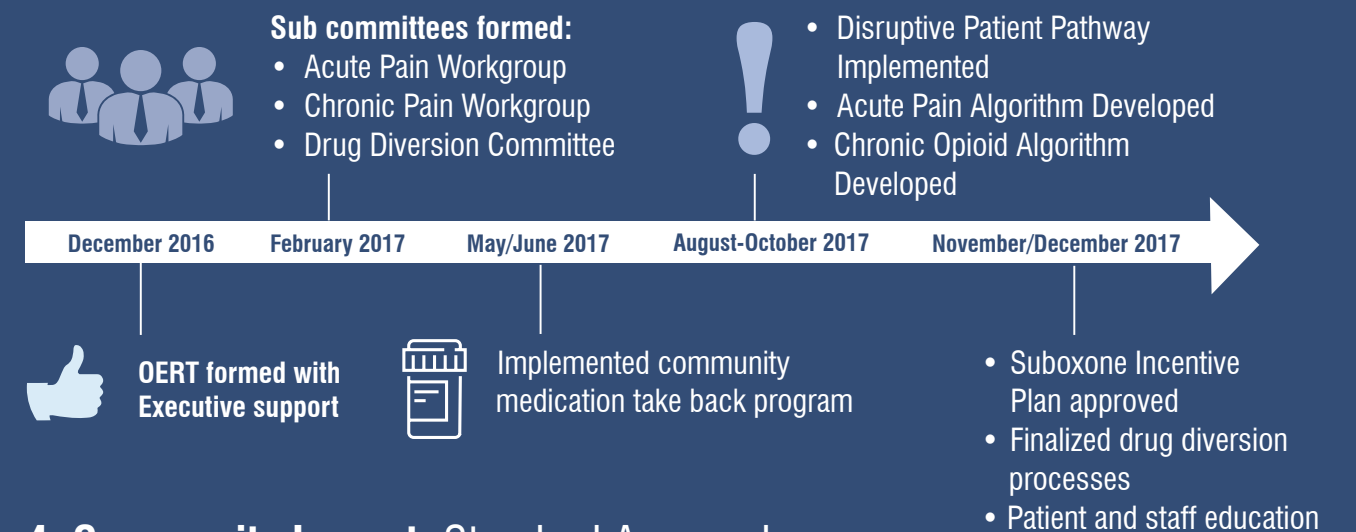 Sub committees formed:
• Acute Pain Workgroup
• Chronic Pain Workgroup
• Drug Diversion Committee
• Disruptive Patient Pathway
Implemented
• Acute Pain Algorithm Developed
• Chronic Opioid Algorithm
Developed
December 2016
February 2017
May/June 2017
August-October 2017
November/December 2017
OERT formed with
Executive support
Implemented community
medication take back program
• Suboxone Incentive
Plan approved
• Finalized drug diversion
processes
• Patient and staff education